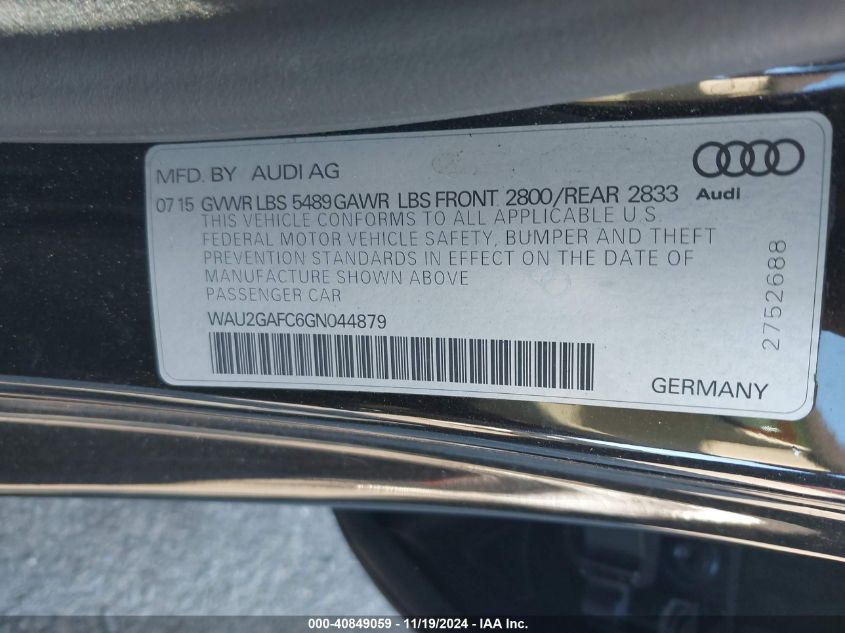 MFD. BY AUDI AG
Audi
07 15 GVWR LBS 5489 GAWR LBS FRONT 2800/REAR 2833
THIS VEHICLE CONFORMS TO ALL APPLICABLE U.S.
FEDERAL MOTOR VEHICLE SAFETY, BUMPER AND THEFT
PREVENTION STANDARDS IN EFFECT ON THE DATE OF
MANUFACTURE SHOWN ABOVE
PASSENGER CAR
WAU2GAFC6GN044879
2752688
GERMANY
000-40849059 - 11/19/2024 - IAA Inc.